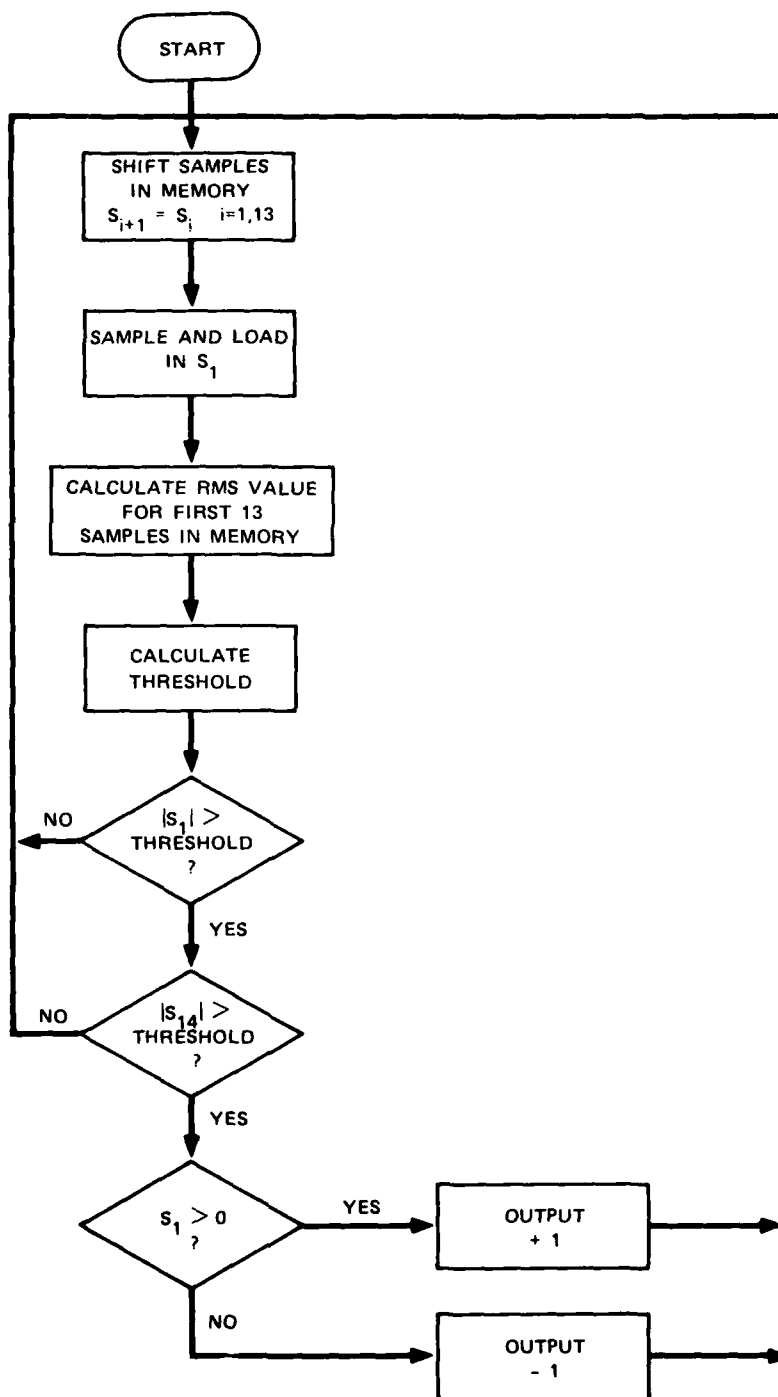 START
SHIFT SAMPLES
IN MEMORY
S_{i+1} = S_i i=1,13
SAMPLE AND LOAD
IN S_1
CALCULATE RMS VALUE
FOR FIRST 13
SAMPLES IN MEMORY
CALCULATE
THRESHOLD
|S_1| >
THRESHOLD
?
NO
YES
|S_14| >
THRESHOLD
?
NO
YES
S_1 > 0
?
YES
OUTPUT
+ 1
NO
OUTPUT
- 1